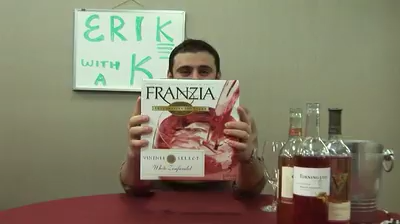 ERIK
WITH
A K
FRANZIA
VINTNER SELECT
White Zinfandel